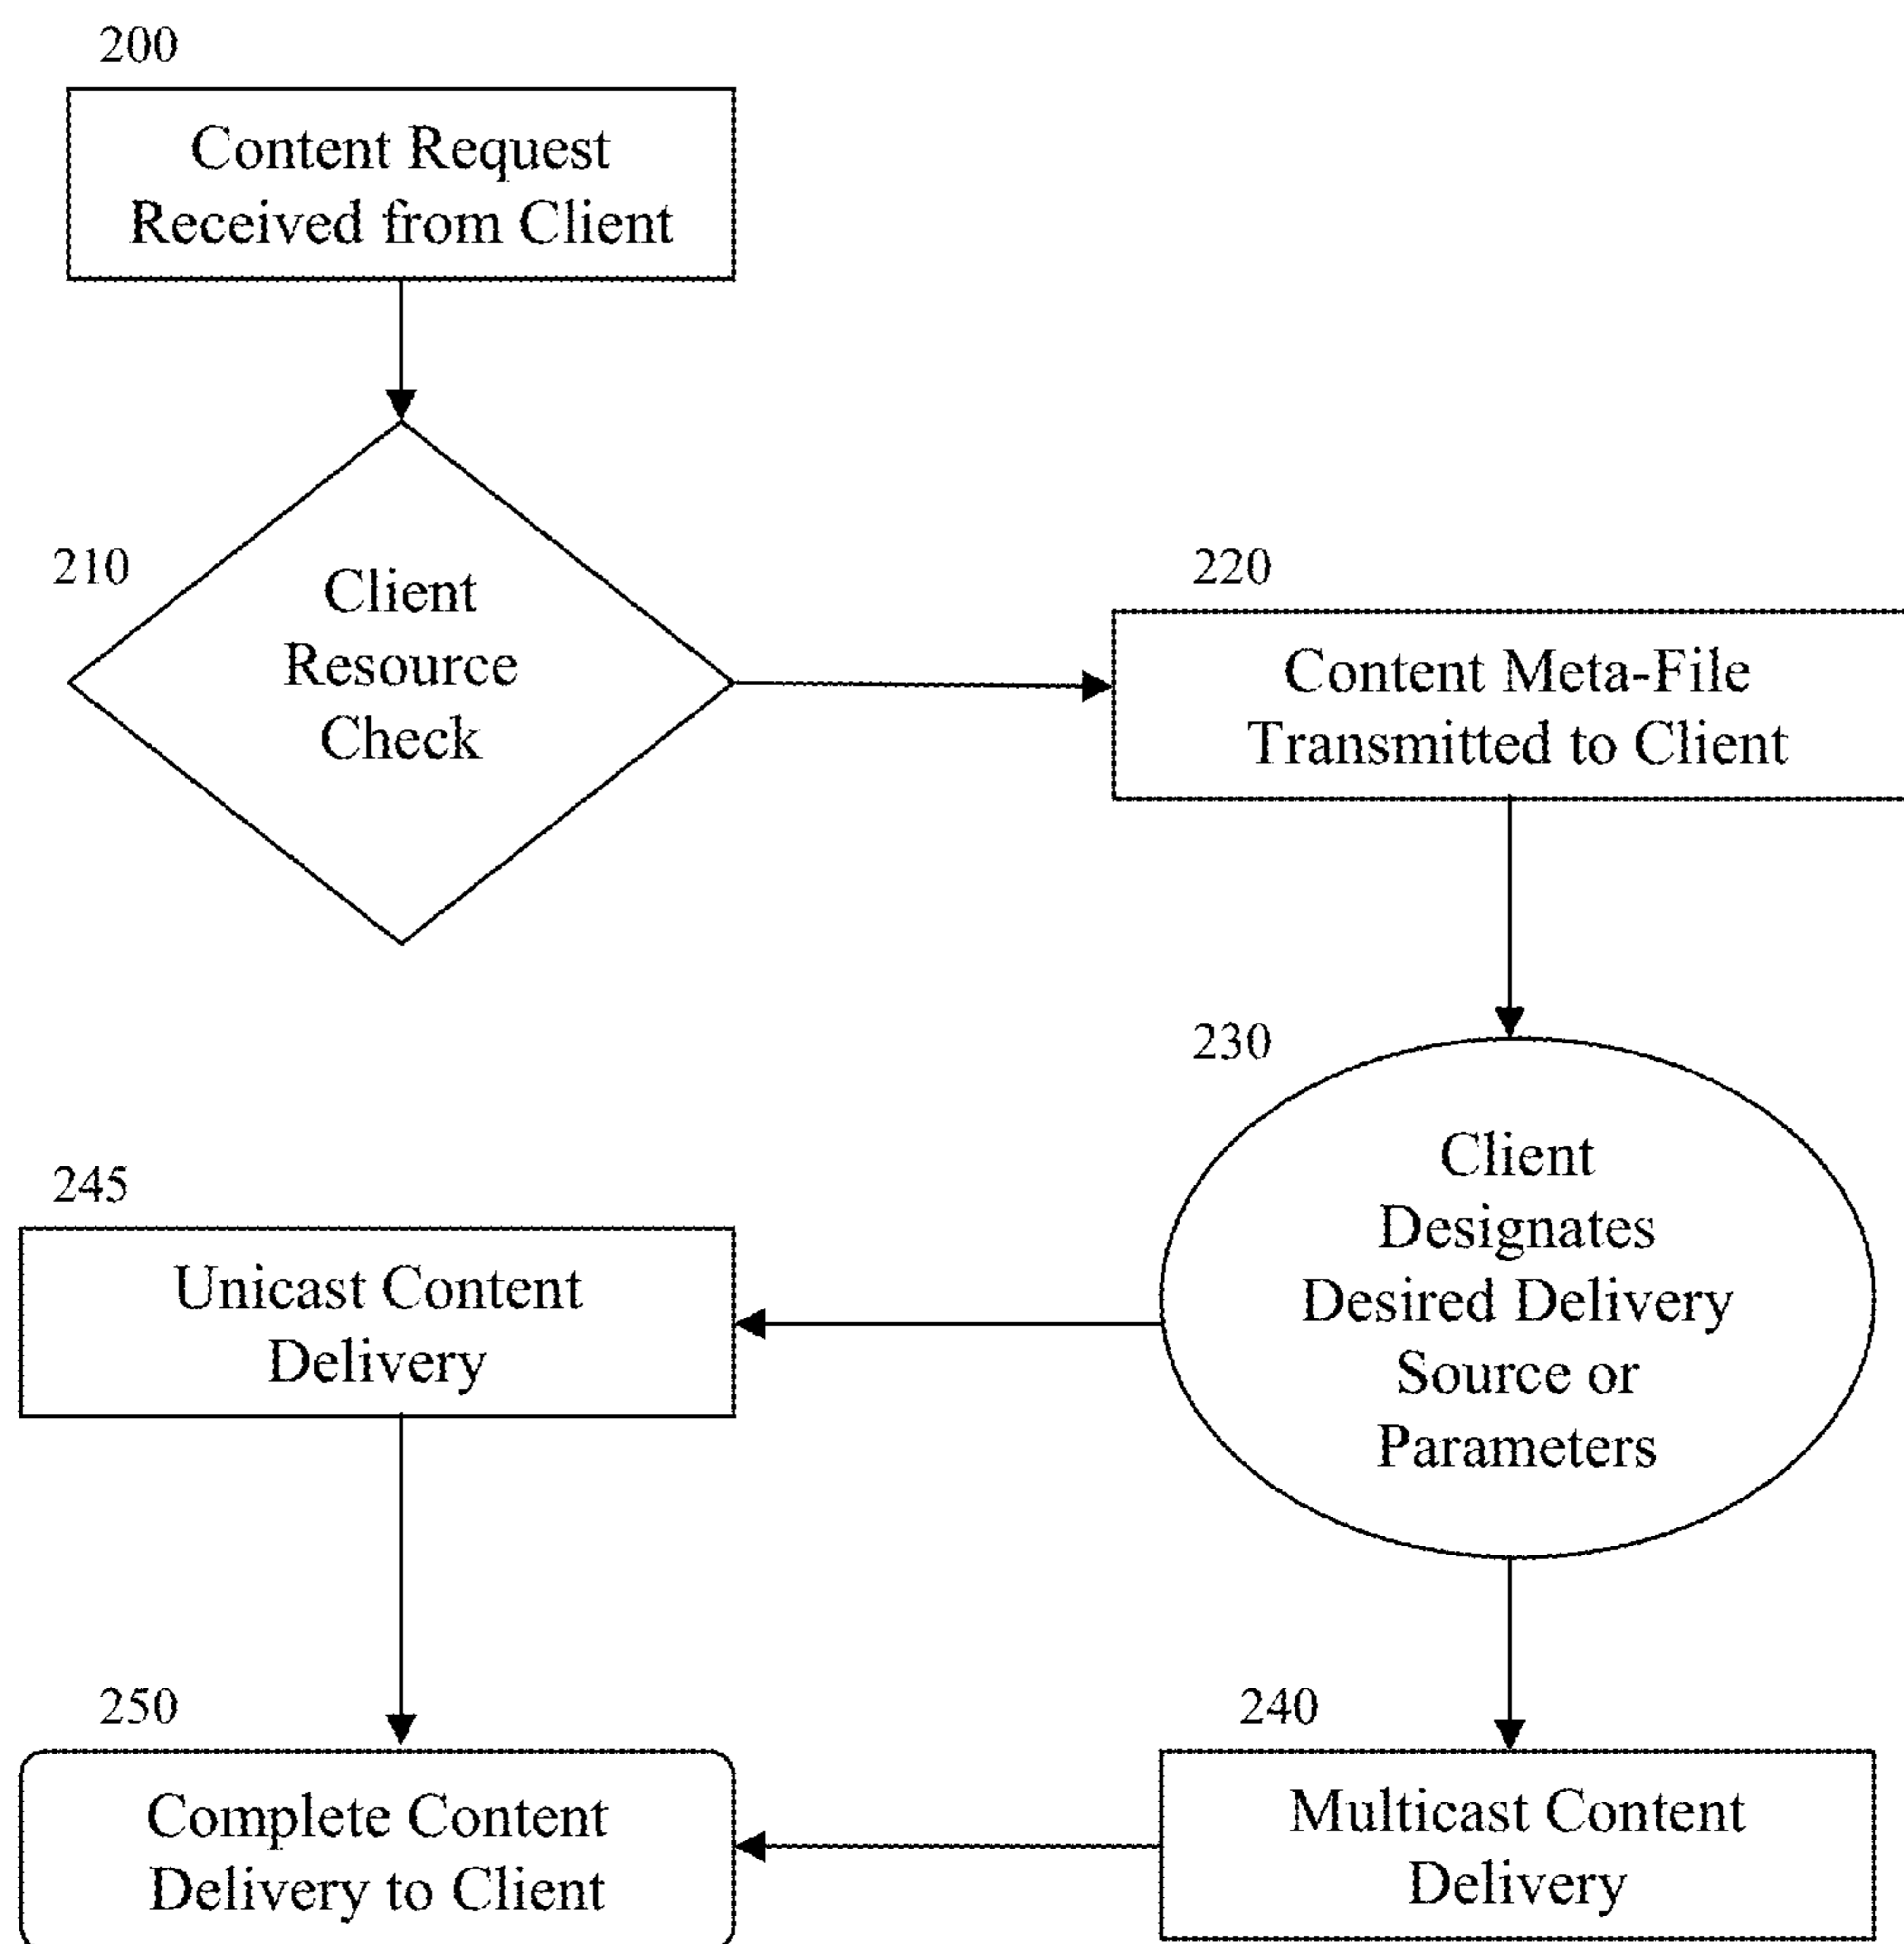 200
Content Request
Received from Client
210
Client
Resource
Check
220
Content Meta-File
Transmitted to Client
230
Client
Designates
Desired Delivery
Source or
Parameters
245
Unicast Content
Delivery
250
Complete Content
Delivery to Client
240
Multicast Content
Delivery